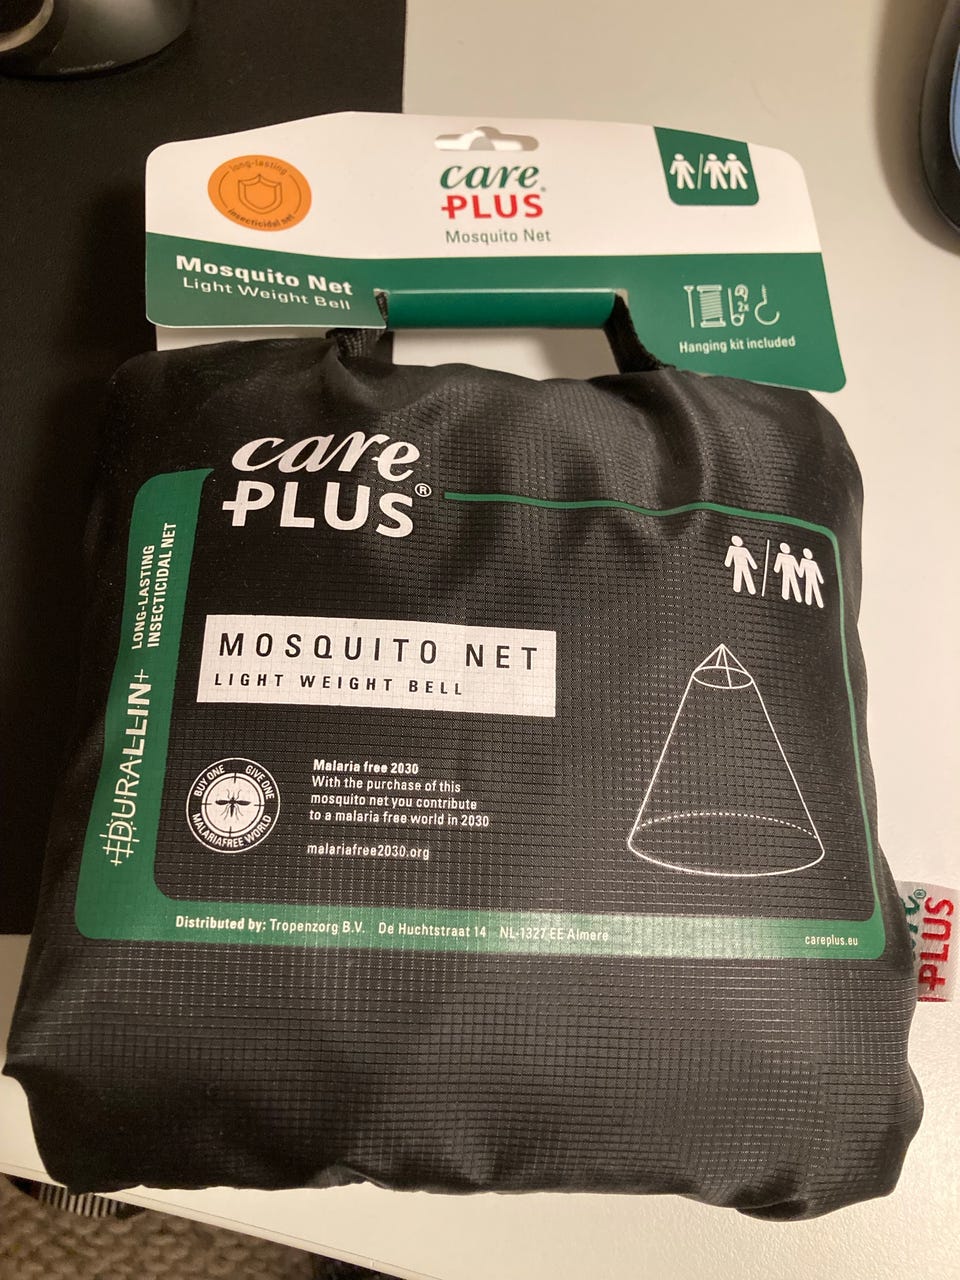 long-lasting
insecticidal net
care
PLUS
Mosquito Net
Mosquito Net
Light Weight Bell
2x
Hanging kit included
care
PLUS®
LONG-LASTING
INSECTICIDAL NET
DURALLIN+
MOSQUITO NET
LIGHT WEIGHT BELL
BUY ONE GIVE ONE
MALARIAFREE WORLD
Malaria free 2030
With the purchase of this
mosquito net you contribute
to a malaria free world in 2030
malariafree2030.org
Distributed by: Tropenzorg B.V. De Huchtstraat 14 NL-1327 EE Almere
careplus.eu
PLUS